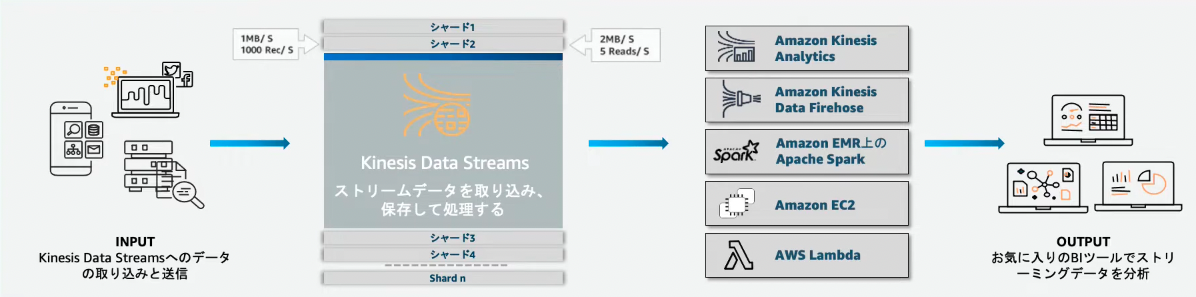 INPUT
Kinesis Data Streamsへのデータ
の取り込みと送信
1MB/ S
1000 Rec/ S
シャード1
シャード2
2MB/ S
5 Reads/ S
Kinesis Data Streams
ストリームデータを取り込み、
保存して処理する
シャード3
シャード4
Shard n
Amazon Kinesis
Analytics
Amazon Kinesis
Data Firehose
APACHE
Spark
Amazon EMR上の
Apache Spark
Amazon EC2
AWS Lambda
OUTPUT
お気に入りのBIツールでストリ
ーミングデータを分析